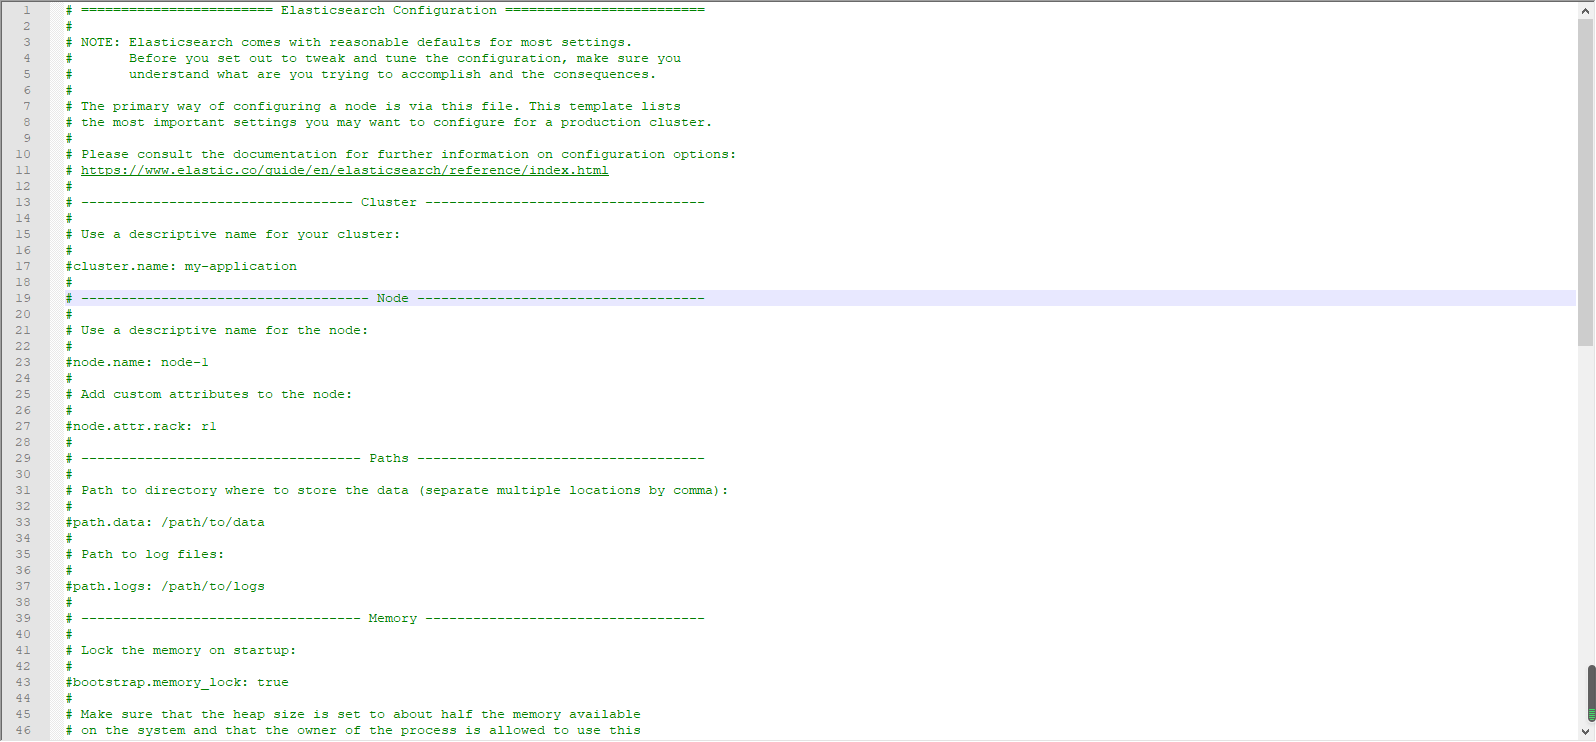 1 # ======================== Elasticsearch Configuration =========================
2 #
3 # NOTE: Elasticsearch comes with reasonable defaults for most settings.
4 #       Before you set out to tweak and tune the configuration, make sure you
5 #       understand what are you trying to accomplish and the consequences.
6 #
7 # The primary way of configuring a node is via this file. This template lists
8 # the most important settings you may want to configure for a production cluster.
9 #
10 # Please consult the documentation for further information on configuration options:
11 # https://www.elastic.co/guide/en/elasticsearch/reference/index.html
12 #
13 # ---------------------------------- Cluster -----------------------------------
14 #
15 # Use a descriptive name for your cluster:
16 #
17 #cluster.name: my-application
18 #
19 # ------------------------------------ Node ------------------------------------
20 #
21 # Use a descriptive name for the node:
22 #
23 #node.name: node-1
24 #
25 # Add custom attributes to the node:
26 #
27 #node.attr.rack: r1
28 #
29 # ----------------------------------- Paths ------------------------------------
30 #
31 # Path to directory where to store the data (separate multiple locations by comma):
32 #
33 #path.data: /path/to/data
34 #
35 # Path to log files:
36 #
37 #path.logs: /path/to/logs
38 #
39 # ----------------------------------- Memory -----------------------------------
40 #
41 # Lock the memory on startup:
42 #
43 #bootstrap.memory_lock: true
44 #
45 # Make sure that the heap size is set to about half the memory available
46 # on the system and that the owner of the process is allowed to use this